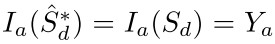 $I_a(\hat{S}_d^*) = I_a(S_d) = Y_a$